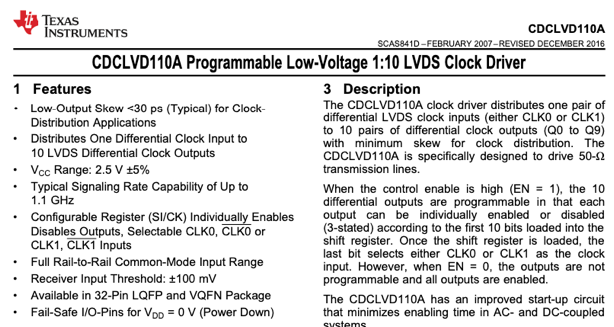 TEXAS
INSTRUMENTS
CDCLVD110A
SCAS841D –FEBRUARY 2007–REVISED DECEMBER 2016
CDCLVD110A Programmable Low-Voltage 1:10 LVDS Clock Driver
1 Features
• Low-Output Skew <30 ps (Typical) for Clock-
Distribution Applications
• Distributes One Differential Clock Input to
10 LVDS Differential Clock Outputs
• VCC Range: 2.5 V ±5%
• Typical Signaling Rate Capability of Up to
1.1 GHz
• Configurable Register (SI/CK) Individually Enables
Disables Outputs, Selectable CLK0, CLK0 or
CLK1, CLK1 Inputs
• Full Rail-to-Rail Common-Mode Input Range
• Receiver Input Threshold: ±100 mV
• Available in 32-Pin LQFP and VQFN Package
• Fail-Safe I/O-Pins for VDD = 0 V (Power Down)
3 Description
The CDCLVD110A clock driver distributes one pair of
differential LVDS clock inputs (either CLK0 or CLK1)
to 10 pairs of differential clock outputs (Q0 to Q9)
with minimum skew for clock distribution. The
CDCLVD110A is specifically designed to drive 50-Ω
transmission lines.
When the control enable is high (EN = 1), the 10
differential outputs are programmable in that each
output can be individually enabled or disabled
(3-stated) according to the first 10 bits loaded into the
shift register. Once the shift register is loaded, the
last bit selects either CLK0 or CLK1 as the clock
input. However, when EN = 0, the outputs are not
programmable and all outputs are enabled.
The CDCLVD110A has an improved start-up circuit
that minimizes enabling time in AC- and DC-coupled
systems.